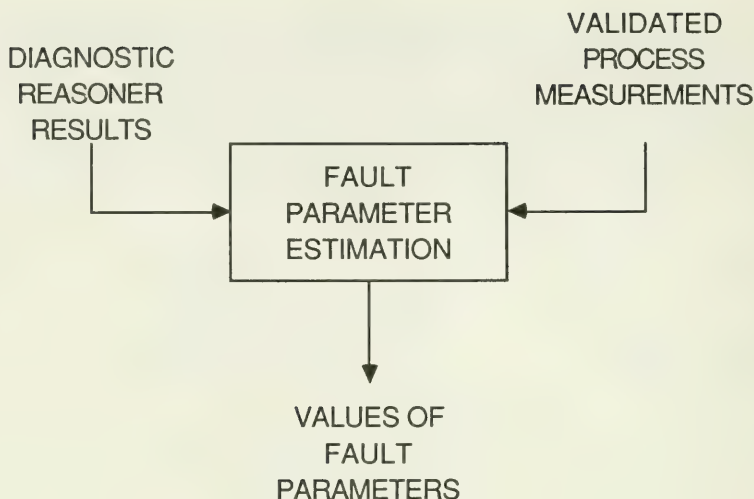 DIAGNOSTIC
REASONER
RESULTS
VALIDATED
PROCESS
MEASUREMENTS
FAULT
PARAMETER
ESTIMATION
VALUES OF
FAULT
PARAMETERS